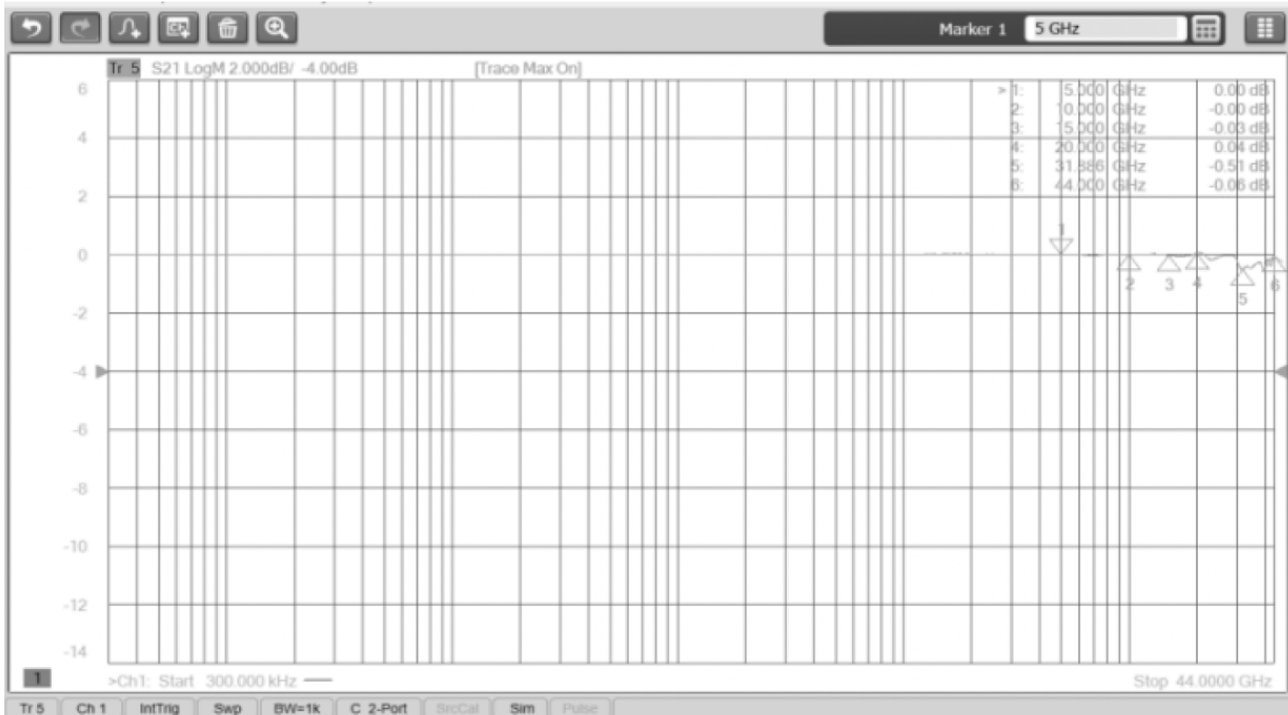 Marker 1 5 GHz
Tr 5 S21 LogM 2.000dB/ -4.00dB [Trace Max On]
6
> 1: 5.000 GHz 0.00 dB
2: 10.000 GHz -0.00 dB
3: 15.000 GHz -0.03 dB
4
4: 20.000 GHz 0.04 dB
5: 31.886 GHz -0.51 dB
6: 44.000 GHz -0.06 dB
2
1
0
2 3 4 5 6
-2
-4
-6
-8
-10
-12
-14
1 >Ch1: Start 300.000 kHz Stop 44.0000 GHz
Tr 5 Ch 1 IntTrig Swp BW=1k C 2-Port SrcCal Sim Pulse